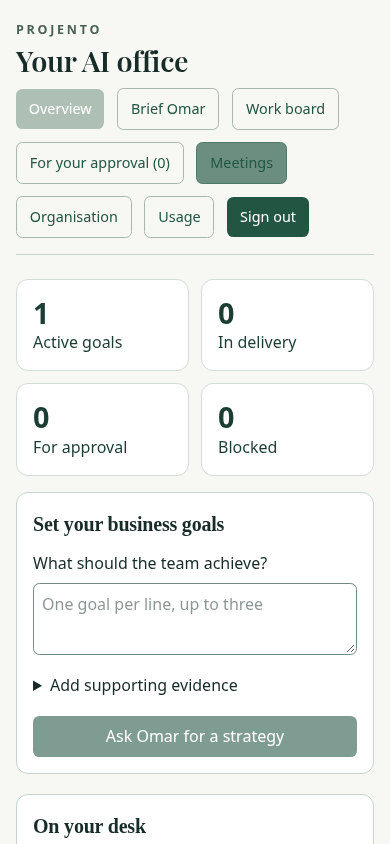 PROJENTO
Your AI office
Overview
Brief Omar
Work board
For your approval (0)
Meetings
Organisation
Usage
Sign out
1
Active goals
0
In delivery
0
For approval
0
Blocked
Set your business goals
What should the team achieve?
One goal per line, up to three
Add supporting evidence
Ask Omar for a strategy
On your desk